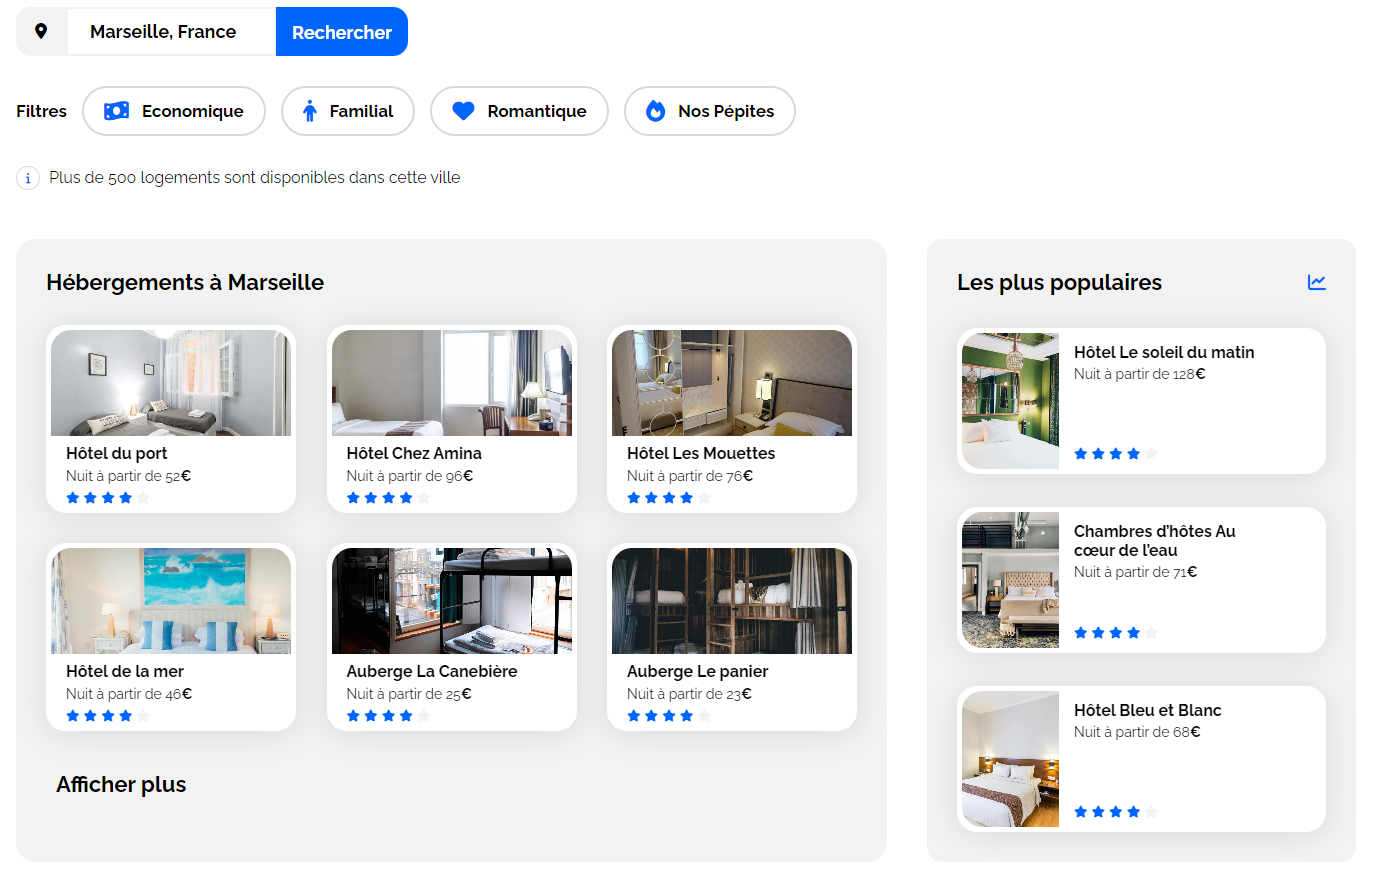 Marseille, France
Rechercher
Filtres
Economique
Familial
Romantique
Nos Pépites
Plus de 500 logements sont disponibles dans cette ville
Hébergements à Marseille
Hôtel du port
Nuit à partir de 52€
Hôtel Chez Amina
Nuit à partir de 96€
Hôtel Les Mouettes
Nuit à partir de 76€
Hôtel de la mer
Nuit à partir de 46€
Auberge La Canebière
Nuit à partir de 25€
Auberge Le panier
Nuit à partir de 23€
Afficher plus
Les plus populaires
Hôtel Le soleil du matin
Nuit à partir de 128€
Chambres d'hôtes Au
cœur de l'eau
Nuit à partir de 71€
Hôtel Bleu et Blanc
Nuit à partir de 68€